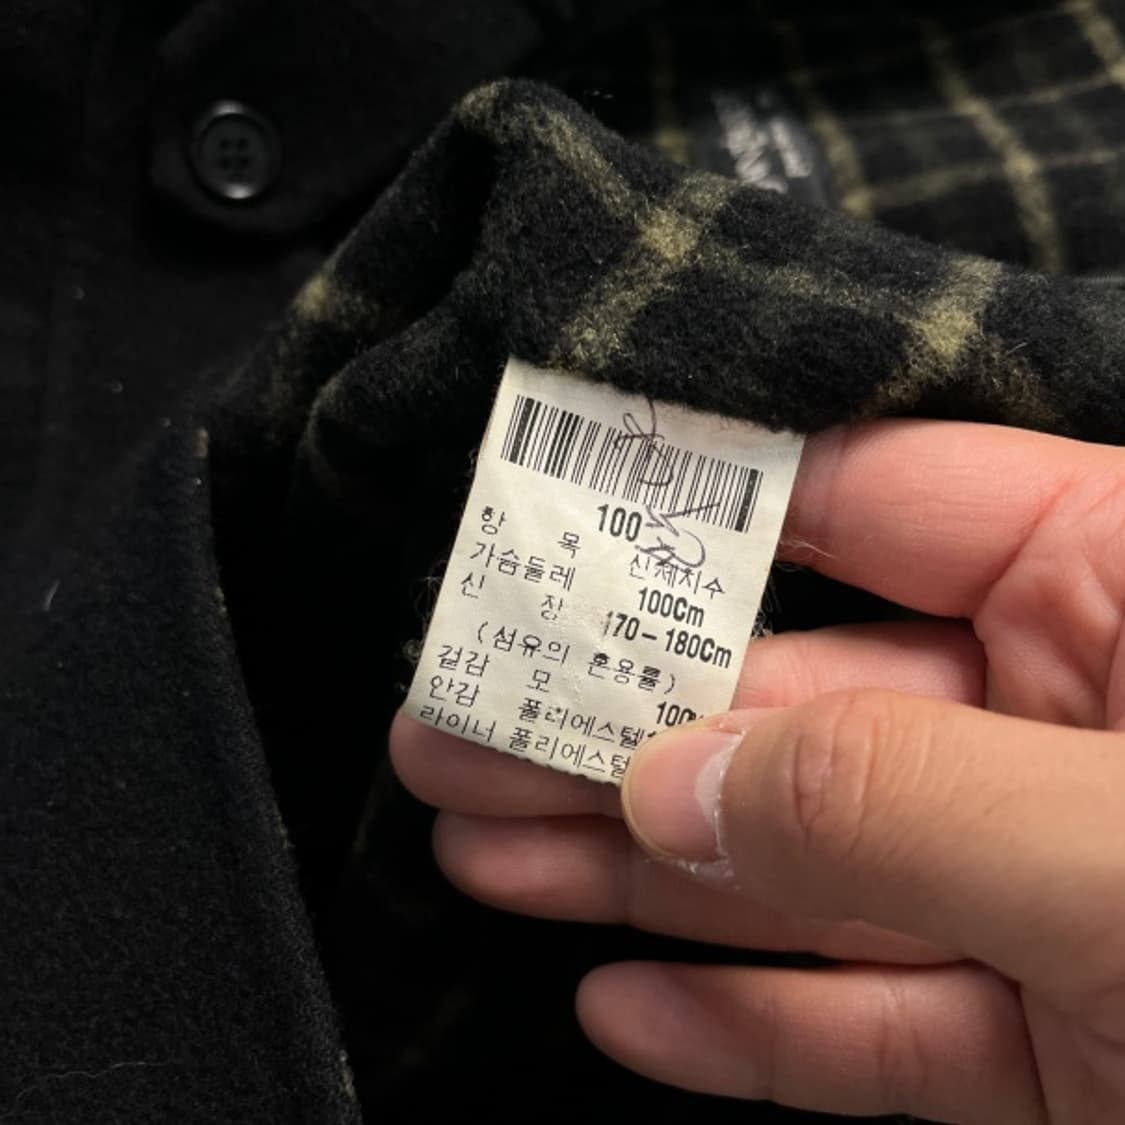 100
항 목 신체치수
가슴둘레 100Cm
신 장 170-180Cm
(섬유의 혼용률)
겉감 모 100%
안감 폴리에스텔
라이너 폴리에스텔